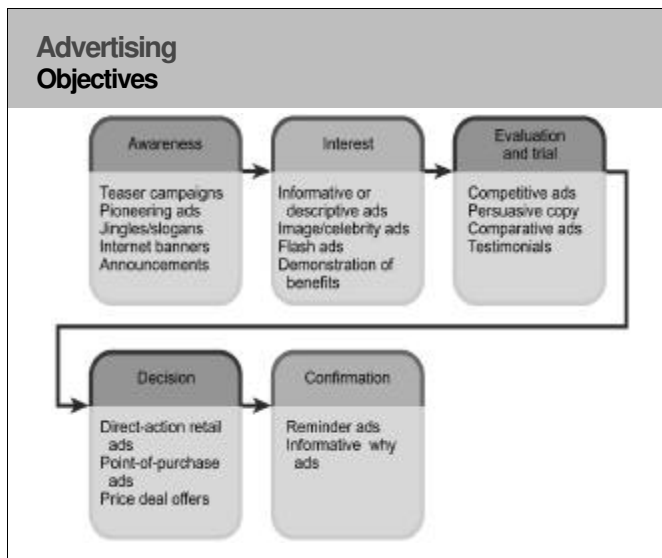 Advertising
Objectives
Awareness
Teaser campaigns
Pioneering ads
Jingles/slogans
Internet banners
Announcements
Interest
Informative or
descriptive ads
Image/celebrity ads
Flash ads
Demonstration of
benefits
Evaluation
and trial
Competitive ads
Persuasive copy
Comparative ads
Testimonials
Decision
Direct-action retail
ads
Point-of-purchase
ads
Price deal offers
Confirmation
Reminder ads
Informative why
ads